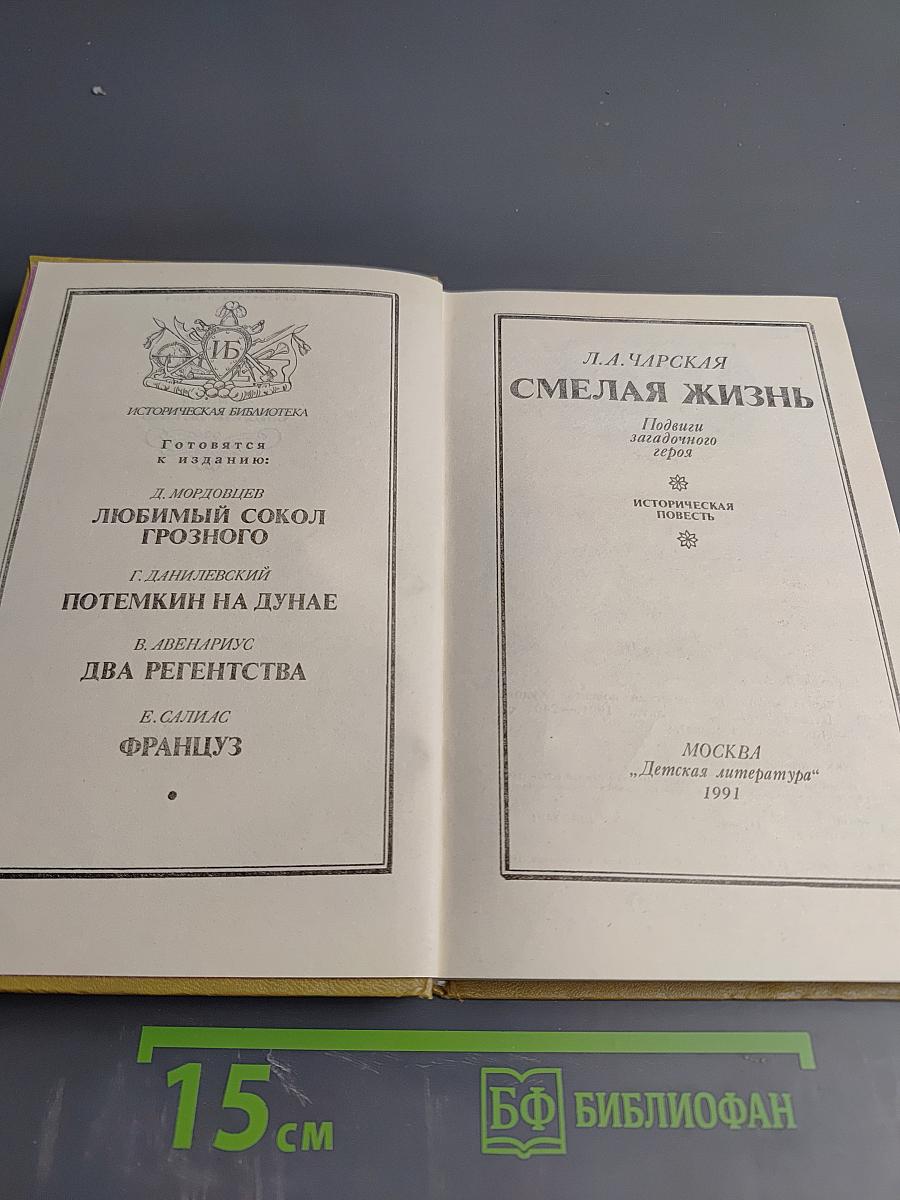 ИБ
ИСТОРИЧЕСКАЯ БИБЛИОТЕКА
Готовятся
к изданию:
Д. МОРДОВЦЕВ
ЛЮБИМЫЙ СОКОЛ
ГРОЗНОГО
Г. ДАНИЛЕВСКИЙ
ПОТЕМКИН НА ДУНАЕ
В. АВЕНАРИУС
ДВА РЕГЕНТСТВА
Е. САЛИАС
ФРАНЦУЗ
Л. А. ЧАРСКАЯ
СМЕЛАЯ ЖИЗНЬ
Подвиги
загадочного
героя
ИСТОРИЧЕСКАЯ
ПОВЕСТЬ
МОСКВА
„Детская литература“
1991
15 см
БФ БИБЛИОФАН